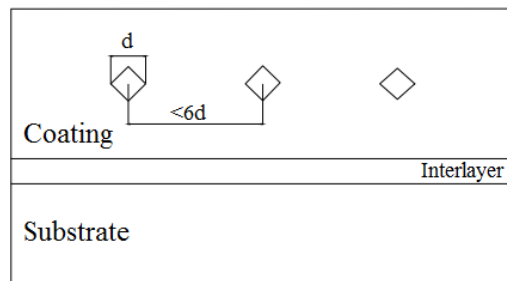 d
<6d
Coating
Interlayer
Substrate